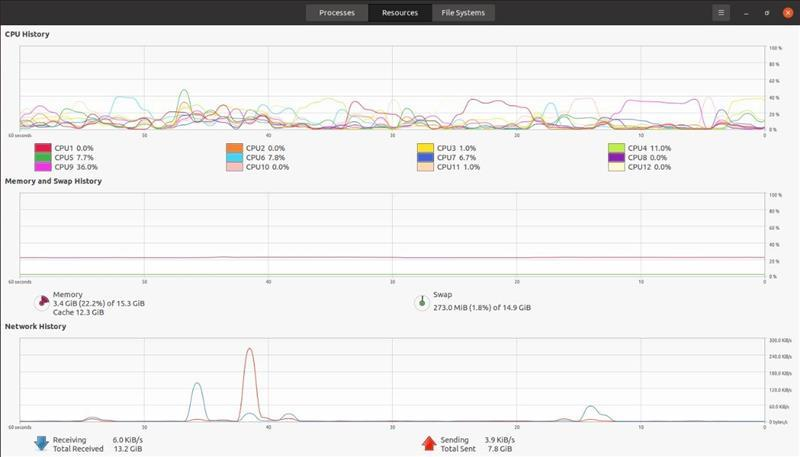 Processes Resources File Systems
CPU History
100 %
80 %
60 %
40 %
20 %
0 %
60 seconds 50 40 30 20 10 0
CPU1 0.0% CPU2 0.0% CPU3 1.0% CPU4 11.0%
CPU5 7.7% CPU6 7.8% CPU7 6.7% CPU8 0.0%
CPU9 36.0% CPU10 0.0% CPU11 1.0% CPU12 0.0%
Memory and Swap History
100 %
80 %
60 %
40 %
20 %
0 %
60 seconds 50 40 30 20 10 0
Memory
3.4 GiB (22.2%) of 15.3 GiB
Cache 12.3 GiB
Swap
273.0 MiB (1.8%) of 14.9 GiB
Network History
300.0 KiB/s
240.0 KiB/s
180.0 KiB/s
120.0 KiB/s
60.0 KiB/s
0 bytes/s
60 seconds 50 40 30 20 10 0
Receiving 6.0 KiB/s
Total Received 13.2 GiB
Sending 3.9 KiB/s
Total Sent 7.8 GiB